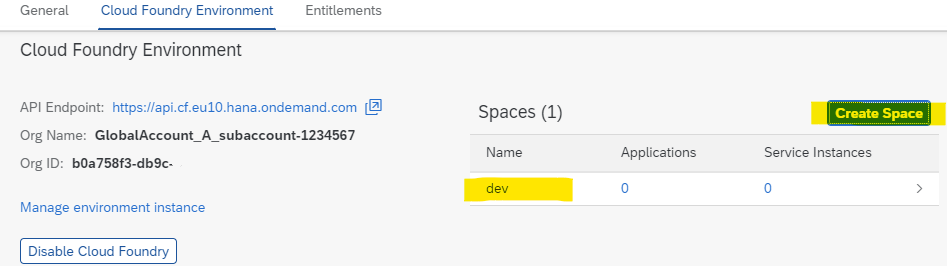 General Cloud Foundry Environment Entitlements
Cloud Foundry Environment
API Endpoint: https://api.cf.eu10.hana.ondemand.com
Org Name: GlobalAccount_A_subaccount-1234567
Org ID: b0a758f3-db9c-
Manage environment instance
Disable Cloud Foundry
Spaces (1) Create Space
Name Applications Service Instances
dev 0 0